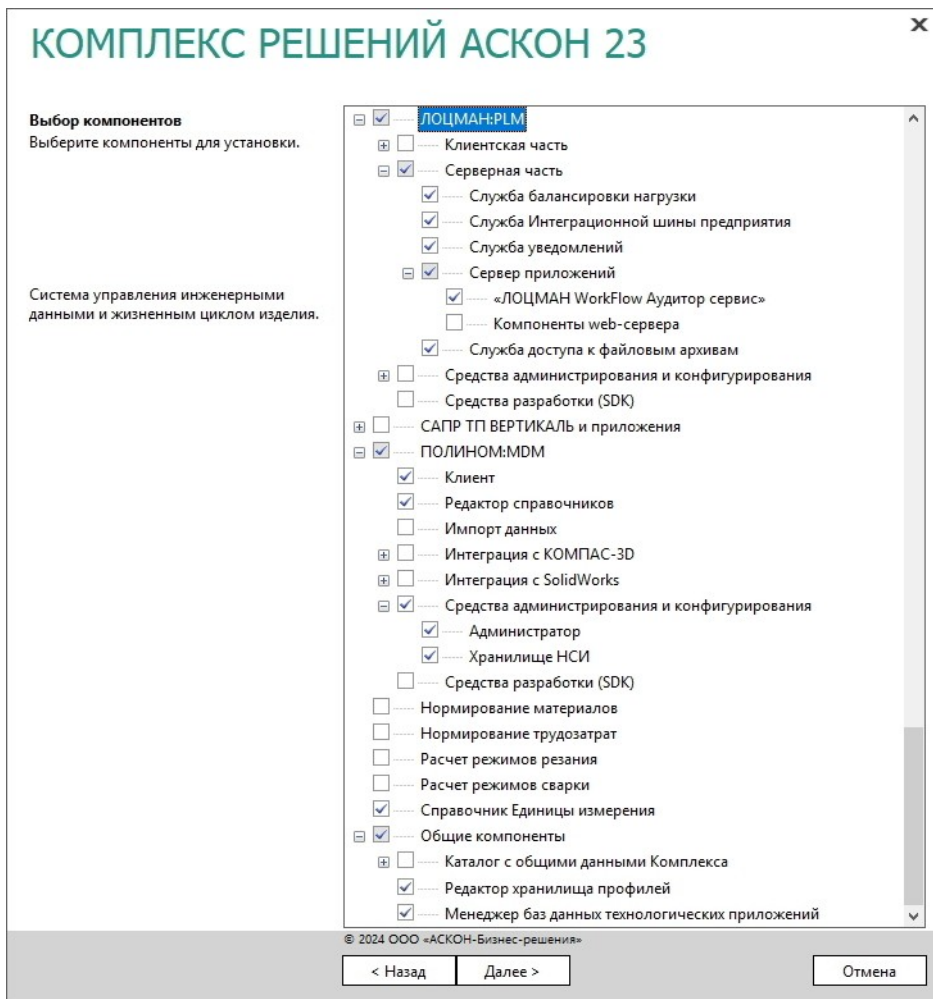 КОМПЛЕКС РЕШЕНИЙ АСКОН 23
Выбор компонентов
Выберите компоненты для установки.
Система управления инженерными
данными и жизненным циклом изделия.
ЛОЦМАН:PLM
Клиентская часть
Серверная часть
Служба балансировки нагрузки
Служба Интеграционной шины предприятия
Служба уведомлений
Сервер приложений
«ЛОЦМАН WorkFlow Аудитор сервис»
Компоненты web-сервера
Служба доступа к файловым архивам
Средства администрирования и конфигурирования
Средства разработки (SDK)
САПР ТП ВЕРТИКАЛЬ и приложения
ПОЛИНОМ:MDM
Клиент
Редактор справочников
Импорт данных
Интеграция с КОМПАС-3D
Интеграция с SolidWorks
Средства администрирования и конфигурирования
Администратор
Хранилище НСИ
Средства разработки (SDK)
Нормирование материалов
Нормирование трудозатрат
Расчет режимов резания
Расчет режимов сварки
Справочник Единицы измерения
Общие компоненты
Каталог с общими данными Комплекса
Редактор хранилища профилей
Менеджер баз данных технологических приложений
© 2024 ООО «АСКОН-Бизнес-решения»
< Назад
Далее >
Отмена